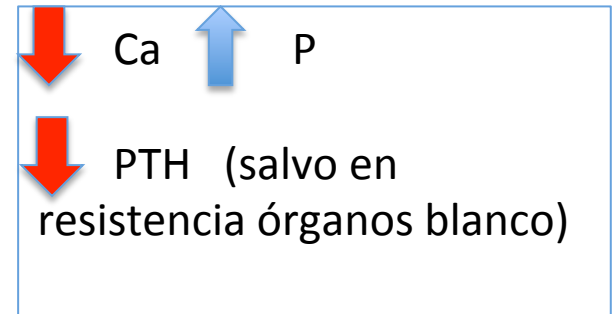 Ca P
PTH (salvo en
resistencia órganos blanco)